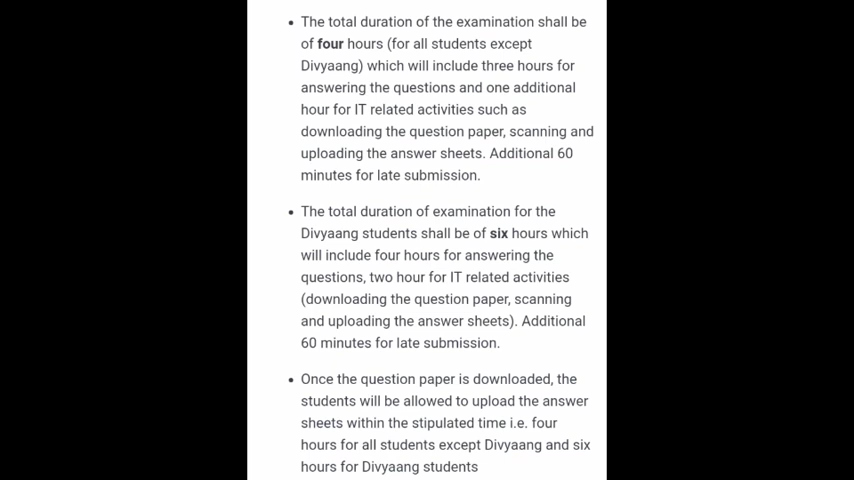 • The total duration of the examination shall be
of four hours (for all students except
Divyaang) which will include three hours for
answering the questions and one additional
hour for IT related activities such as
downloading the question paper, scanning and
uploading the answer sheets. Additional 60
minutes for late submission.
• The total duration of examination for the
Divyaang students shall be of six hours which
will include four hours for answering the
questions, two hour for IT related activities
(downloading the question paper, scanning
and uploading the answer sheets). Additional
60 minutes for late submission.
• Once the question paper is downloaded, the
students will be allowed to upload the answer
sheets within the stipulated time i.e. four
hours for all students except Divyaang and six
hours for Divyaang students